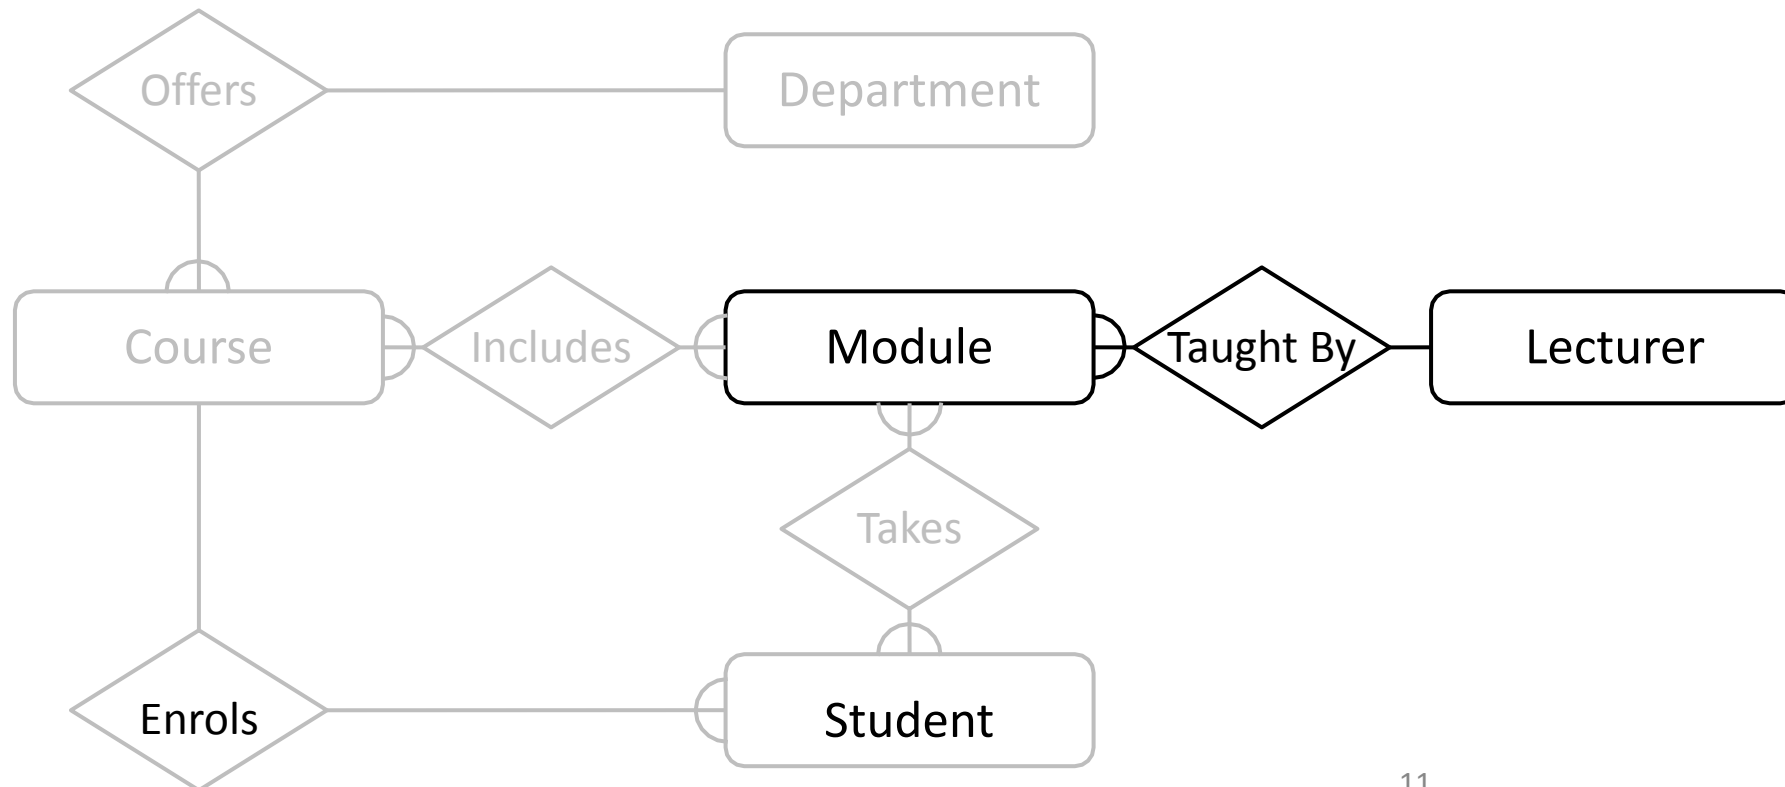 Offers
Department
Course
Includes
Module
Taught By
Lecturer
Takes
Enrols
Student
11